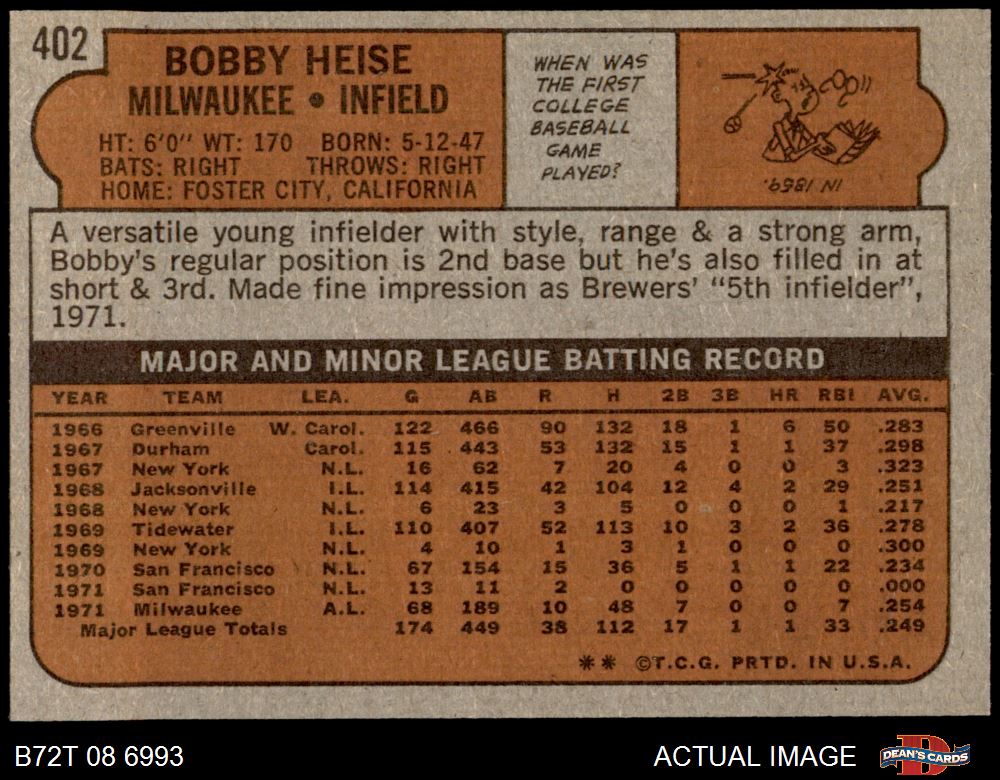 402
BOBBY HEISE
MILWAUKEE • INFIELD
HT: 6'0" WT: 170 BORN: 5-12-47
BATS: RIGHT THROWS: RIGHT
HOME: FOSTER CITY, CALIFORNIA
WHEN WAS
THE FIRST
COLLEGE
BASEBALL
GAME
PLAYED?
IN 1859.
A versatile young infielder with style, range & a strong arm,
Bobby's regular position is 2nd base but he's also filled in at
short & 3rd. Made fine impression as Brewers' "5th infielder",
1971.
MAJOR AND MINOR LEAGUE BATTING RECORD
YEAR TEAM LEA. G AB R H 2B 3B HR RBI AVG.
1966 Greenville W. Carol. 122 466 90 132 18 1 6 50 .283
1967 Durham Carol. 115 443 53 132 15 1 1 37 .298
1967 New York N.L. 16 62 7 20 4 0 0 3 .323
1968 Jacksonville I.L. 114 415 42 104 12 4 2 29 .251
1968 New York N.L. 6 23 3 5 0 0 0 1 .217
1969 Tidewater I.L. 110 407 52 113 10 3 2 36 .278
1969 New York N.L. 4 10 1 3 1 0 0 0 .300
1970 San Francisco N.L. 67 154 15 36 5 1 1 22 .234
1971 San Francisco N.L. 13 11 2 0 0 0 0 0 .000
1971 Milwaukee A.L. 68 189 10 48 7 0 0 7 .254
Major League Totals 174 449 38 112 17 1 1 33 .249
** ©T.C.G. PRTD. IN U.S.A.
B72T 08 6993 ACTUAL IMAGE DEAN'S CARDS